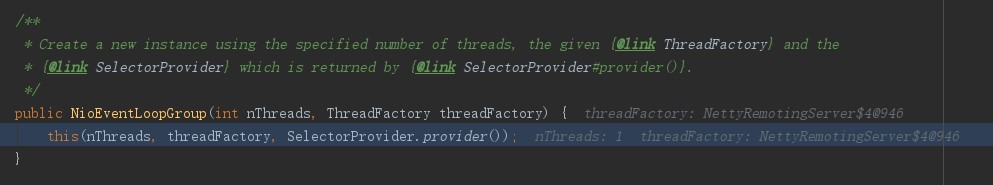 /**
 * Create a new instance using the specified number of threads, the given {@link ThreadFactory} and the
 * {@link SelectorProvider} which is returned by {@link SelectorProvider#provider()}.
 */
public NioEventLoopGroup(int nThreads, ThreadFactory threadFactory) {  threadFactory: NettyRemotingServer$4@946
    this(nThreads, threadFactory, SelectorProvider.provider());  nThreads: 1  threadFactory: NettyRemotingServer$4@946
}